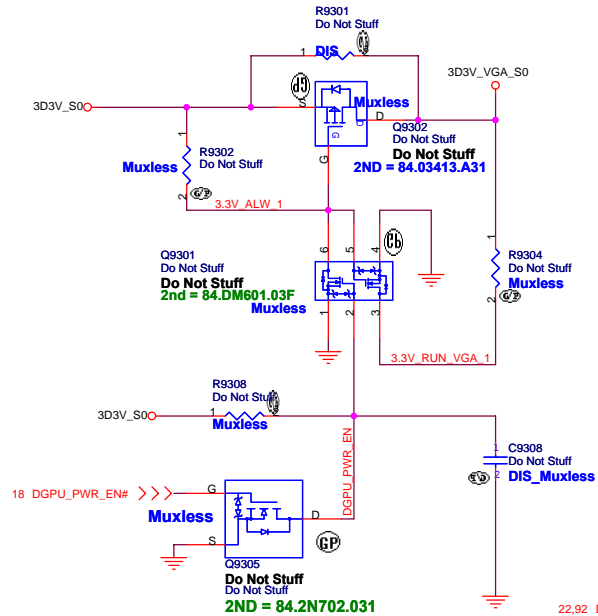 R9301
Do Not Stuff
1
DIS
3D3V_VGA_S0
3D3V_S0
S
D
G
Muxless
Q9302
Do Not Stuff
Do Not Stuff
2ND = 84.03413.A31
1
R9302
Do Not Stuff
Muxless
2
G
3.3V_ALW_1
Q9301
Do Not Stuff
Do Not Stuff
2nd = 84.DM601.03F
Muxless
6
5
4
1
2
3
1
R9304
Do Not Stuff
Muxless
2
3.3V_RUN_VGA_1
R9308
Do Not Stuff
3D3V_S0
1
Muxless
DGPU_PWR_EN
1
C9308
Do Not Stuff
2
DIS_Muxless
18 DGPU_PWR_EN#
G
Muxless
D
S
GP
Q9305
Do Not Stuff
Do Not Stuff
2ND = 84.2N702.031
22,92